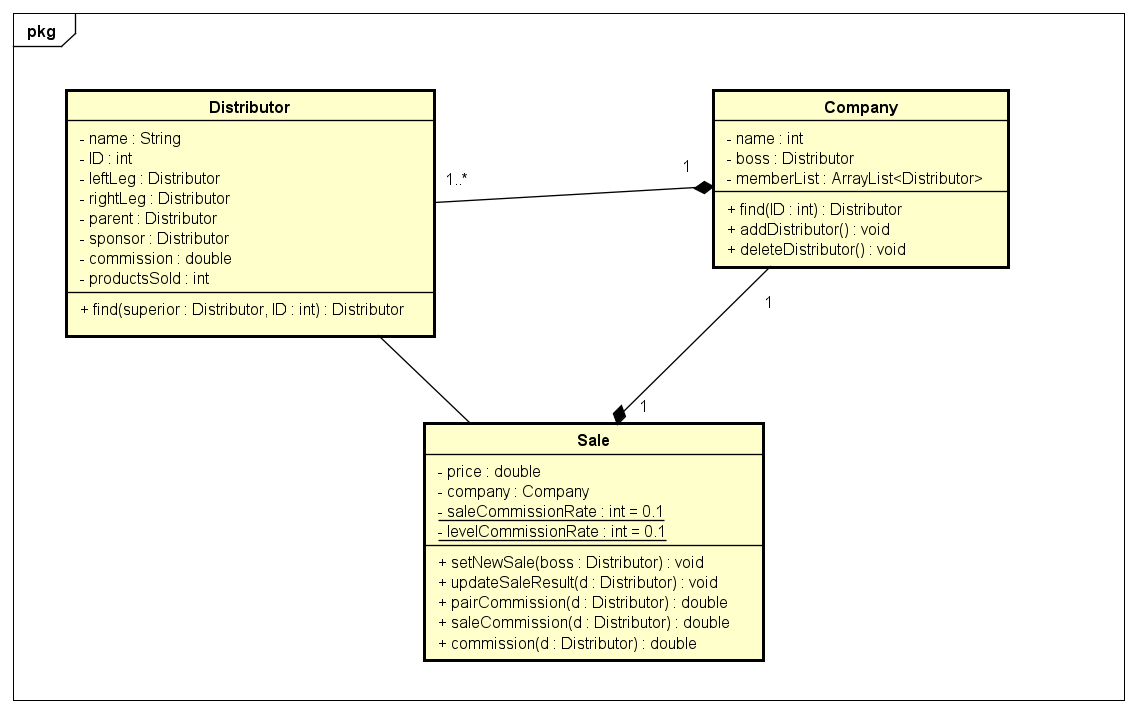 pkg
Distributor
- name : String
- ID : int
- leftLeg : Distributor
- rightLeg : Distributor
- parent : Distributor
- sponsor : Distributor
- commission : double
- productsSold : int
+ find(superior : Distributor, ID : int) : Distributor
1..*
1
Company
- name : int
- boss : Distributor
- memberList : ArrayList<Distributor>
+ find(ID : int) : Distributor
+ addDistributor() : void
+ deleteDistributor() : void
1
1
Sale
- price : double
- company : Company
- saleCommissionRate : int = 0.1
- levelCommissionRate : int = 0.1
+ setNewSale(boss : Distributor) : void
+ updateSaleResult(d : Distributor) : void
+ pairCommission(d : Distributor) : double
+ saleCommission(d : Distributor) : double
+ commission(d : Distributor) : double